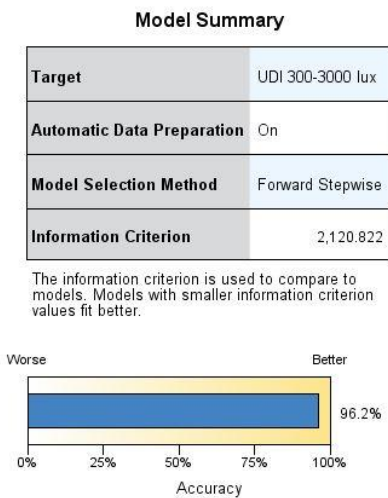 Model Summary
Target UDI 300-3000 lux
Automatic Data Preparation On
Model Selection Method Forward Stepwise
Information Criterion 2,120.822
The information criterion is used to compare to
models. Models with smaller information criterion
values fit better.
Worse Better
96.2%
0% 25% 50% 75% 100%
Accuracy